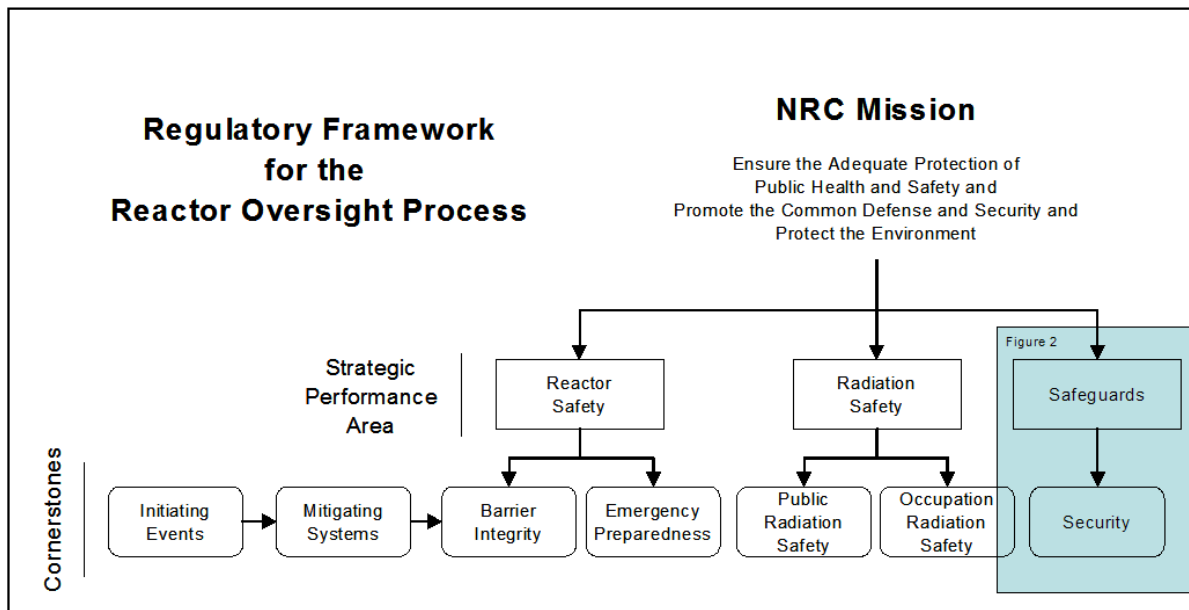 Regulatory Framework
for the
Reactor Oversight Process
NRC Mission
Ensure the Adequate Protection of
Public Health and Safety and
Promote the Common Defense and Security and
Protect the Environment
Strategic
Performance
Area
Reactor
Safety
Radiation
Safety
Figure 2
Safeguards
Cornerstones
Initiating
Events
Mitigating
Systems
Barrier
Integrity
Emergency
Preparedness
Public
Radiation
Safety
Occupation
Radiation
Safety
Security